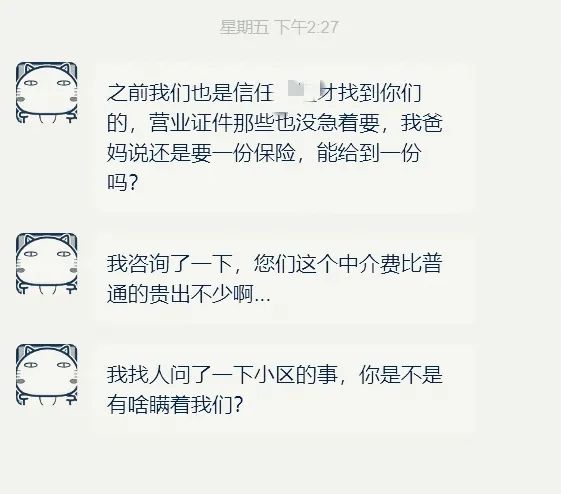 星期五 下午2:27
之前我们也是信任 才找到你们
的，营业证件那些也没急着要，我爸
妈说还是要一份保险，能给到一份
吗？
我咨询了一下，您们这个中介费比普
通的贵出不少啊...
我找人问了一下小区的事，你是不是
有啥瞒着我们？